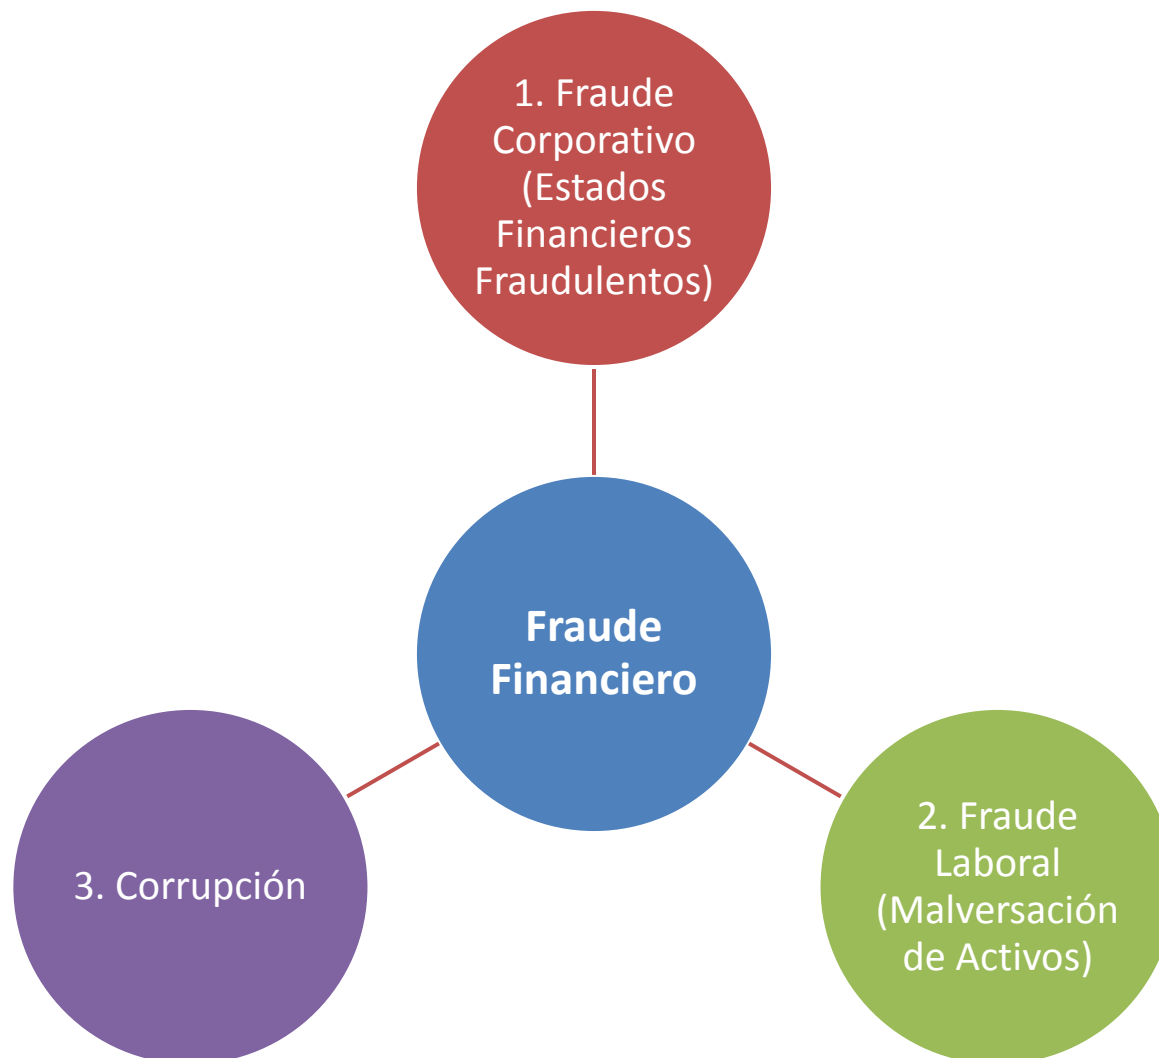 1. Fraude
Corporativo
(Estados
Financieros
Fraudulentos)
Fraude
Financiero
2. Fraude
Laboral
(Malversación
de Activos)
3. Corrupción